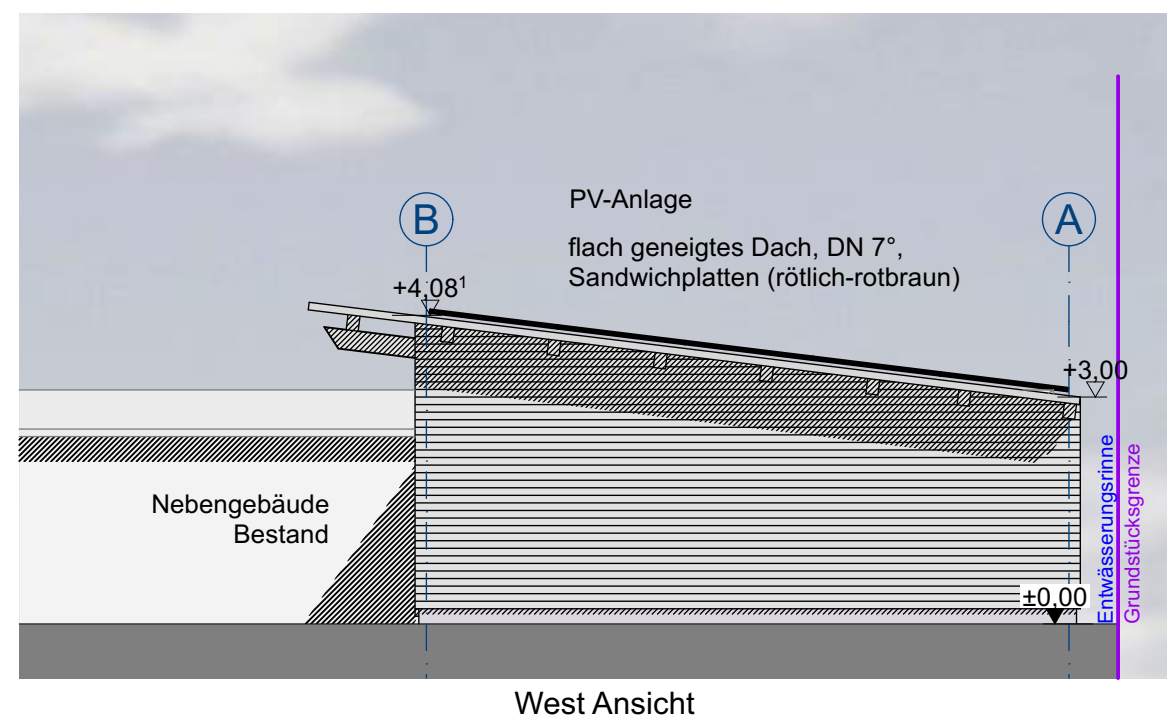 PV-Anlage
B
A
flach geneigtes Dach, DN 7°,
Sandwichplatten (rötlich-rotbraun)
+4,08¹
+3,00
Entwässerungsrinne
Grundstücksgrenze
Nebengebäude
Bestand
±0,00
West Ansicht